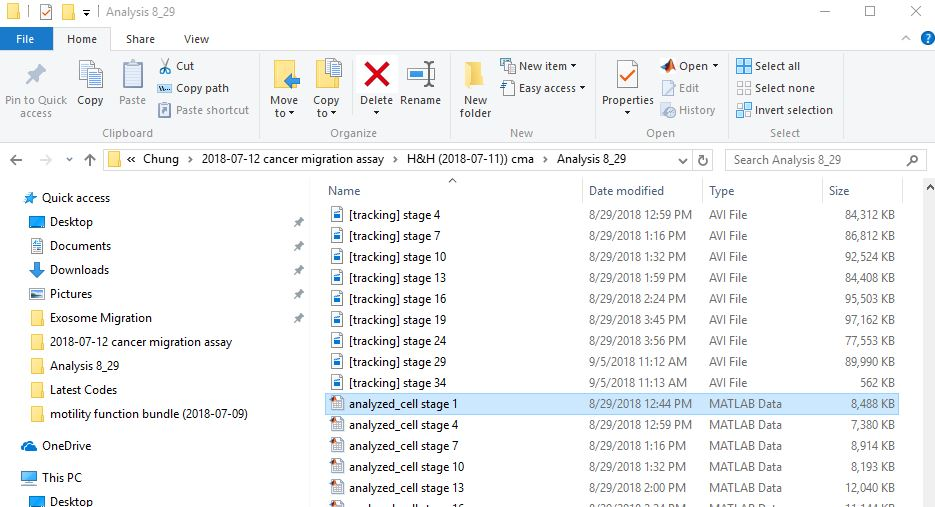 Analysis 8_29
File Home Share View
Pin to Quick access Copy Paste Cut Copy path Paste shortcut Move to Copy to Delete Rename New folder New item Easy access Properties Open Edit History Select all Select none Invert selection
Clipboard Organize New Open Select
« Chung › 2018-07-12 cancer migration assay › H&H (2018-07-11)) cma › Analysis 8_29 Search Analysis 8_29
Quick access
Desktop
Documents
Downloads
Pictures
Exosome Migration
2018-07-12 cancer migration assay
Analysis 8_29
Latest Codes
motility function bundle (2018-07-09)
OneDrive
This PC
Desktop
Name Date modified Type Size
[tracking] stage 4 8/29/2018 12:59 PM AVI File 84,312 KB
[tracking] stage 7 8/29/2018 1:16 PM AVI File 86,812 KB
[tracking] stage 10 8/29/2018 1:32 PM AVI File 92,524 KB
[tracking] stage 13 8/29/2018 1:59 PM AVI File 84,408 KB
[tracking] stage 16 8/29/2018 2:24 PM AVI File 95,503 KB
[tracking] stage 19 8/29/2018 3:45 PM AVI File 97,162 KB
[tracking] stage 24 8/29/2018 3:56 PM AVI File 77,553 KB
[tracking] stage 29 9/5/2018 11:12 AM AVI File 89,990 KB
[tracking] stage 34 9/5/2018 11:13 AM AVI File 562 KB
analyzed_cell stage 1 8/29/2018 12:44 PM MATLAB Data 8,488 KB
analyzed_cell stage 4 8/29/2018 12:59 PM MATLAB Data 7,380 KB
analyzed_cell stage 7 8/29/2018 1:16 PM MATLAB Data 8,914 KB
analyzed_cell stage 10 8/29/2018 1:32 PM MATLAB Data 8,193 KB
analyzed_cell stage 13 8/29/2018 2:00 PM MATLAB Data 12,040 KB